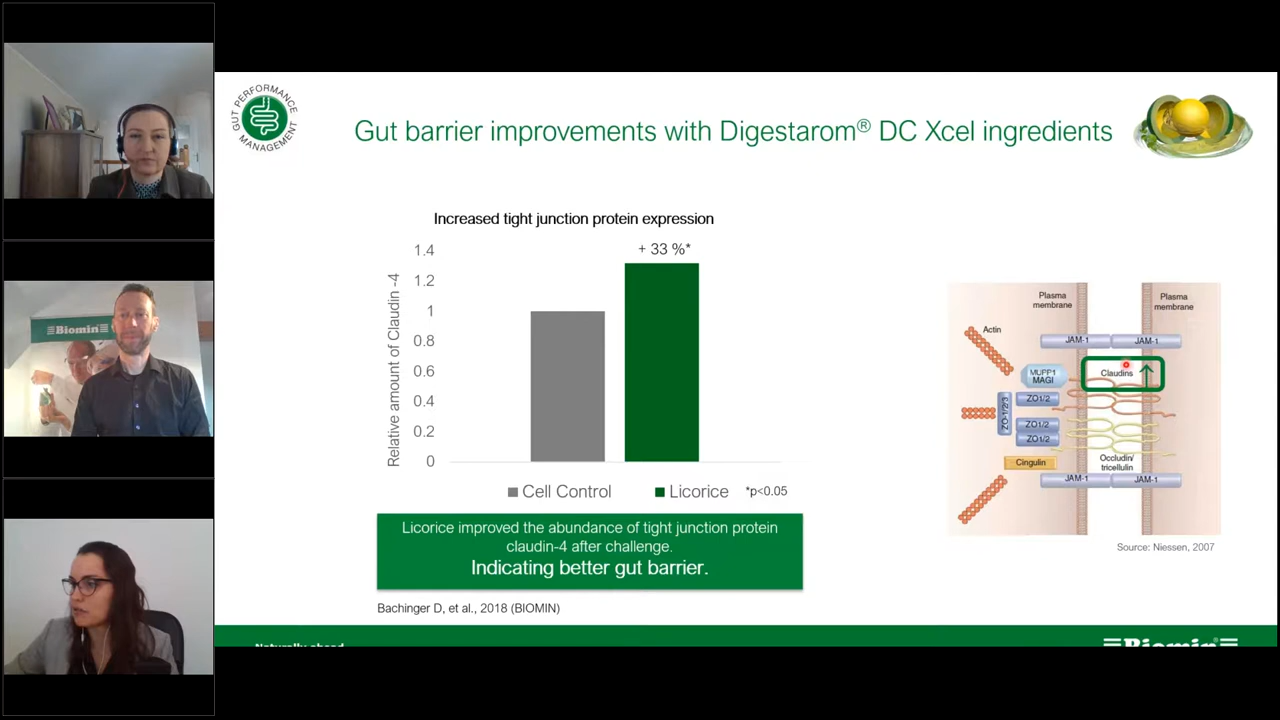 Biomin
GUT PERFORMANCE
MANAGEMENT
Gut barrier improvements with Digestarom® DC Xcel ingredients
Increased tight junction protein expression
Relative amount of Claudin -4
1.4
1.2
1
0.8
0.6
0.4
0.2
0
+ 33 %*
Cell Control
Licorice
*p<0.05
Licorice improved the abundance of tight junction protein
claudin-4 after challenge.
Indicating better gut barrier.
Bachinger D, et al., 2018 (BIOMIN)
Plasma
membrane
Plasma
membrane
Actin
JAM-1
JAM-1
MUPP1
MAGI
Claudins
ZO-1/2/3
ZO1/2
ZO1/2
ZO1/2
Cingulin
Occludin/
tricellulin
JAM-1
JAM-1
Source: Niessen, 2007
Naturally ahead
Biomin®